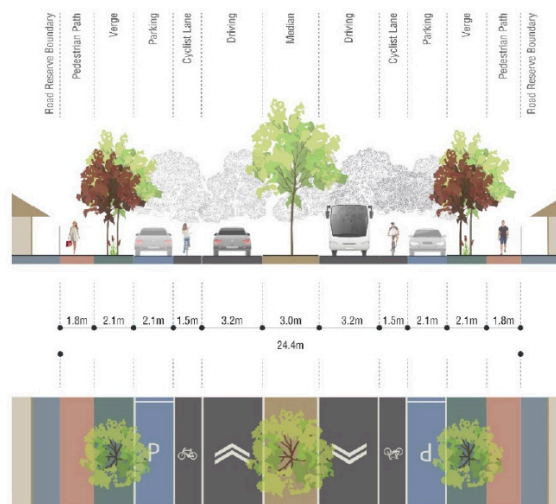 Road Reserve Boundary
Pedestrian Path
Verge
Parking
Cyclist Lane
Driving
Median
Driving
Cyclist Lane
Parking
Verge
Pedestrian Path
Road Reserve Boundary
1.8m 2.1m 2.1m 1.5m 3.2m 3.0m 3.2m 1.5m 2.1m 2.1m 1.8m
24.4m
P P